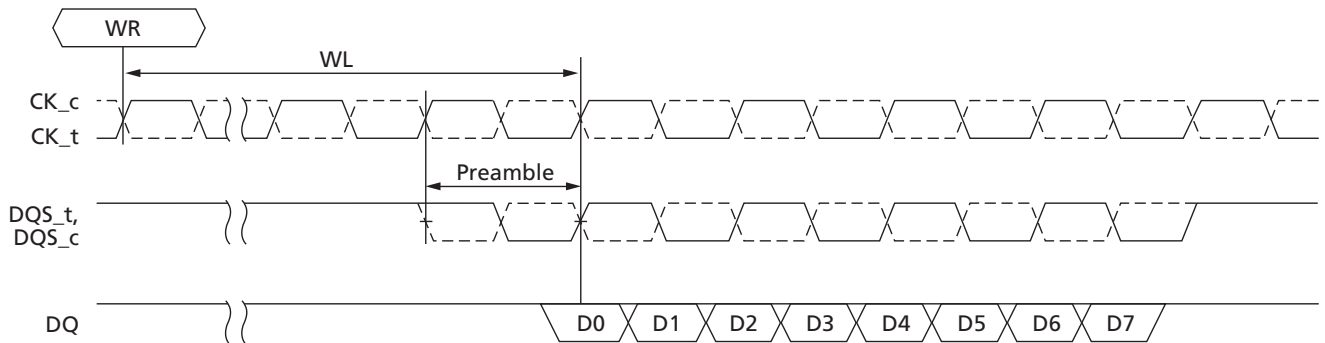 WR
WL
CK_c
CK_t
Preamble
DQS_t,
DQS_c
DQ
D0
D1
D2
D3
D4
D5
D6
D7